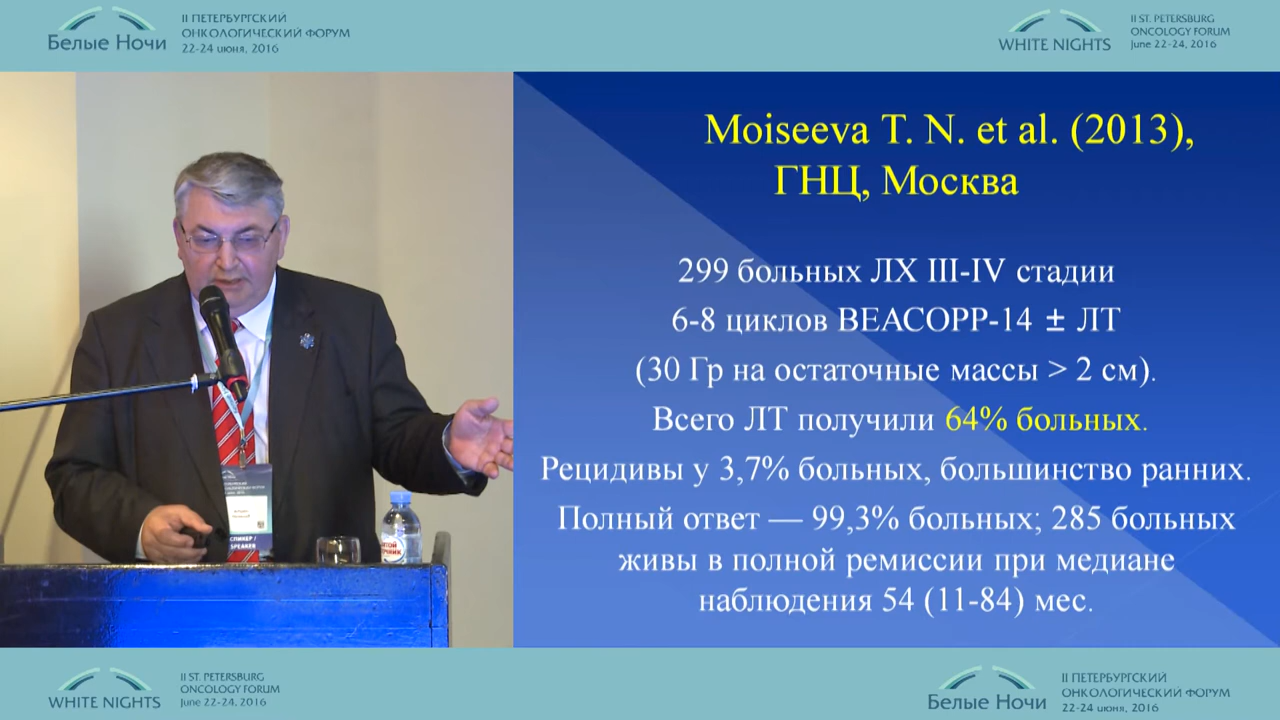 Белые Ночи
II ПЕТЕРБУРГСКИЙ
ОНКОЛОГИЧЕСКИЙ ФОРУМ
22-24 июня, 2016
WHITE NIGHTS
II ST. PETERSBURG
ONCOLOGY FORUM
June 22-24, 2016
Moiseeva T. N. et al. (2013),
ГНЦ, Москва
299 больных ЛХ III-IV стадии
6-8 циклов BEACOPP-14 ± ЛТ
(30 Гр на остаточные массы > 2 см).
Всего ЛТ получили 64% больных.
Рецидивы у 3,7% больных, большинство ранних.
Полный ответ — 99,3% больных; 285 больных
живы в полной ремиссии при медиане
наблюдения 54 (11-84) мес.
СПИКЕР /
SPEAKER
WHITE NIGHTS
II ST. PETERSBURG
ONCOLOGY FORUM
June 22-24, 2016
Белые Ночи
II ПЕТЕРБУРГСКИЙ
ОНКОЛОГИЧЕСКИЙ ФОРУМ
22-24 июня, 2016